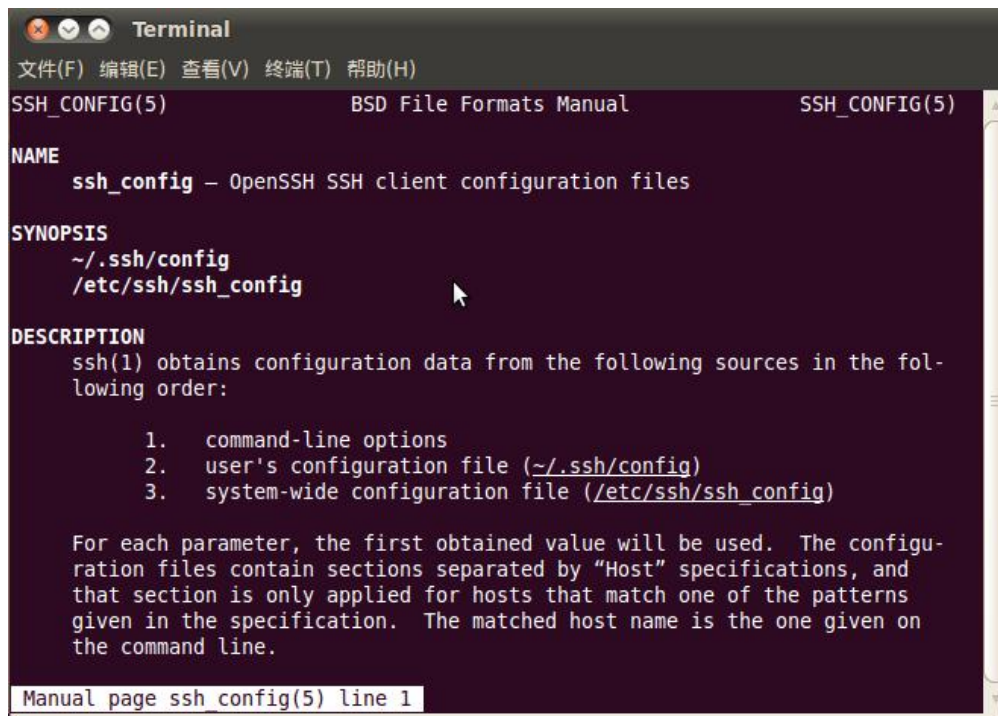 Terminal
文件(F) 编辑(E) 查看(V) 终端(T) 帮助(H)
SSH_CONFIG(5) BSD File Formats Manual SSH_CONFIG(5)
NAME
ssh_config — OpenSSH SSH client configuration files
SYNOPSIS
~/.ssh/config
/etc/ssh/ssh_config
DESCRIPTION
ssh(1) obtains configuration data from the following sources in the fol-
lowing order:
1. command-line options
2. user's configuration file (~/.ssh/config)
3. system-wide configuration file (/etc/ssh/ssh_config)
For each parameter, the first obtained value will be used. The configu-
ration files contain sections separated by “Host” specifications, and
that section is only applied for hosts that match one of the patterns
given in the specification. The matched host name is the one given on
the command line.
Manual page ssh_config(5) line 1